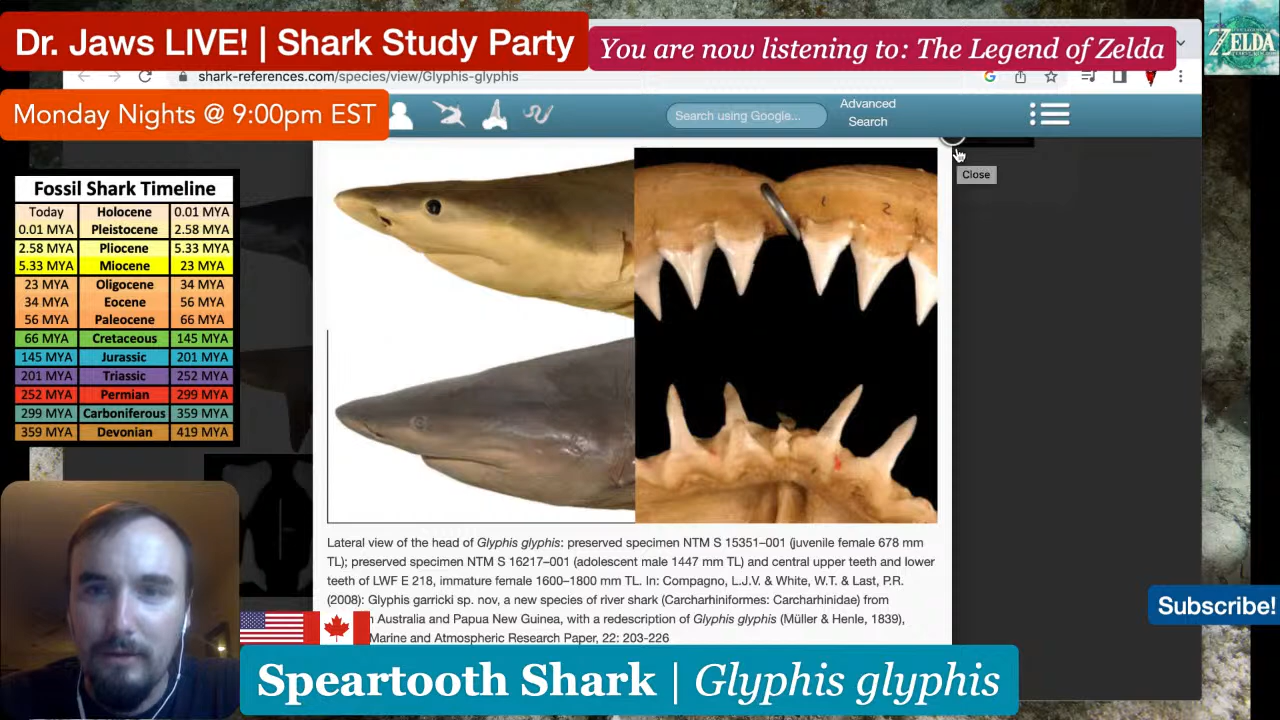 Dr. Jaws LIVE! | Shark Study Party
You are now listening to: The Legend of Zelda
ZELDA
shark-references.com/species/view/Glyphis-glyphis
Monday Nights @ 9:00pm EST
Search using Google...
Advanced
Search
Close
Fossil Shark Timeline
Today Holocene 0.01 MYA
0.01 MYA Pleistocene 2.58 MYA
2.58 MYA Pliocene 5.33 MYA
5.33 MYA Miocene 23 MYA
23 MYA Oligocene 34 MYA
34 MYA Eocene 56 MYA
56 MYA Paleocene 66 MYA
66 MYA Cretaceous 145 MYA
145 MYA Jurassic 201 MYA
201 MYA Triassic 252 MYA
252 MYA Permian 299 MYA
299 MYA Carboniferous 359 MYA
359 MYA Devonian 419 MYA
Lateral view of the head of Glyphis glyphis: preserved specimen NTM S 15351–001 (juvenile female 678 mm
TL); preserved specimen NTM S 16217–001 (adolescent male 1447 mm TL) and central upper teeth and lower
teeth of LWF E 218, immature female 1600–1800 mm TL. In: Compagno, L.J.V. & White, W.T. & Last, P.R.
(2008): Glyphis garricki sp. nov, a new species of river shark (Carcharhiniformes: Carcharhinidae) from
Australia and Papua New Guinea, with a redescription of Glyphis glyphis (Müller & Henle, 1839),
Marine and Atmospheric Research Paper, 22: 203-226
Subscribe!
Speartooth Shark | Glyphis glyphis